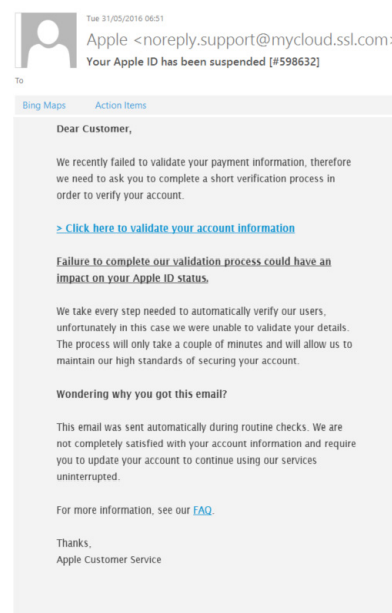 Tue 31/05/2016 06:51
Apple <noreply.support@mycloud.ssl.com>
Your Apple ID has been suspended [#598632]
To
Bing Maps Action Items
Dear Customer,
We recently failed to validate your payment information, therefore
we need to ask you to complete a short verification process in
order to verify your account.
> Click here to validate your account information
Failure to complete our validation process could have an
impact on your Apple ID status.
We take every step needed to automatically verify our users,
unfortunately in this case we were unable to validate your details.
The process will only take a couple of minutes and will allow us to
maintain our high standards of securing your account.
Wondering why you got this email?
This email was sent automatically during routine checks. We are
not completely satisfied with your account information and require
you to update your account to continue using our services
uninterrupted.
For more information, see our FAQ.
Thanks,
Apple Customer Service